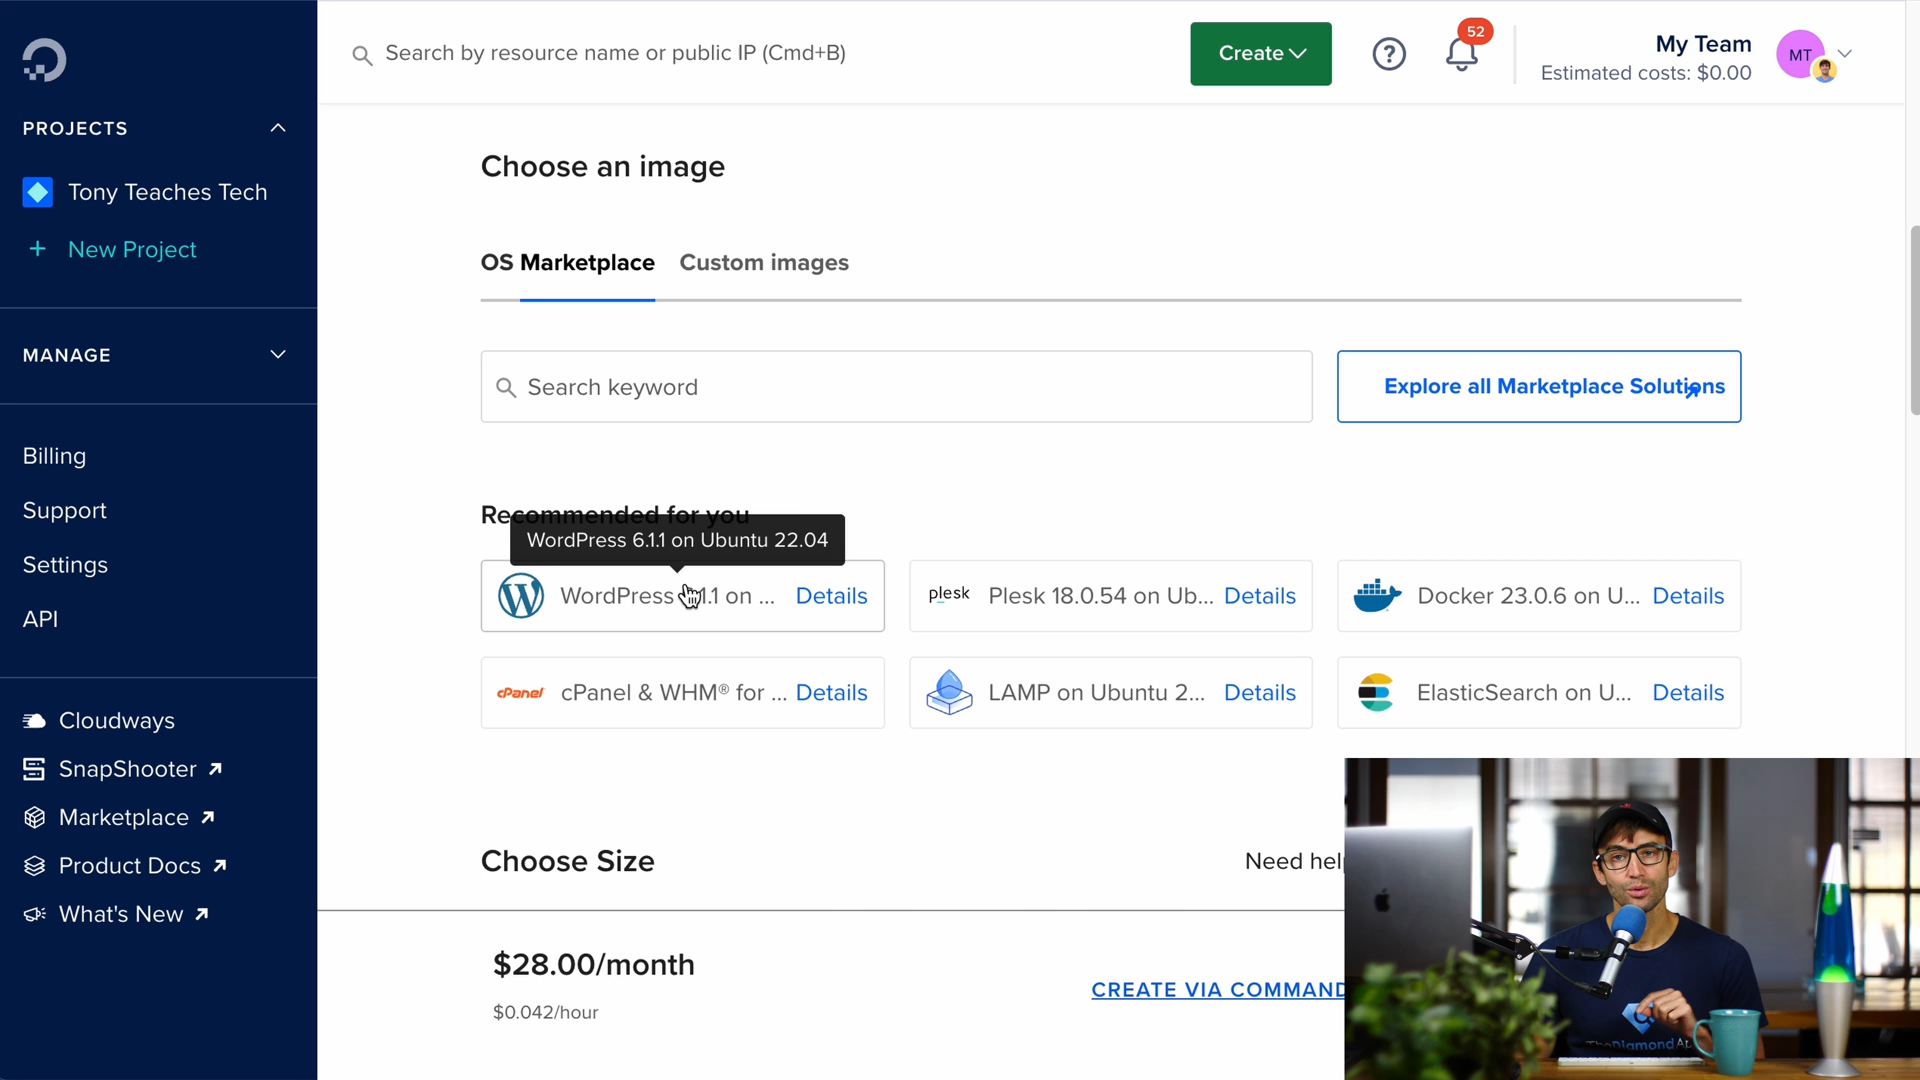 PROJECTS
Tony Teaches Tech
+ New Project
MANAGE
Billing
Support
Settings
API
Cloudways
SnapShooter
Marketplace
Product Docs
What's New
Search by resource name or public IP (Cmd+B)
Create
?
52
My Team
Estimated costs: $0.00
MT
Choose an image
OS Marketplace Custom images
Search keyword
Explore all Marketplace Solutions
Recommended for you
WordPress 6.1.1 on Ubuntu 22.04
WordPress 6.1.1 on ... Details
plesk Plesk 18.0.54 on Ub... Details
Docker 23.0.6 on U... Details
cPanel cPanel & WHM® for ... Details
LAMP on Ubuntu 2... Details
ElasticSearch on U... Details
Choose Size
Need hel
$28.00/month
$0.042/hour
CREATE VIA COMMAND
TheDiamondAp